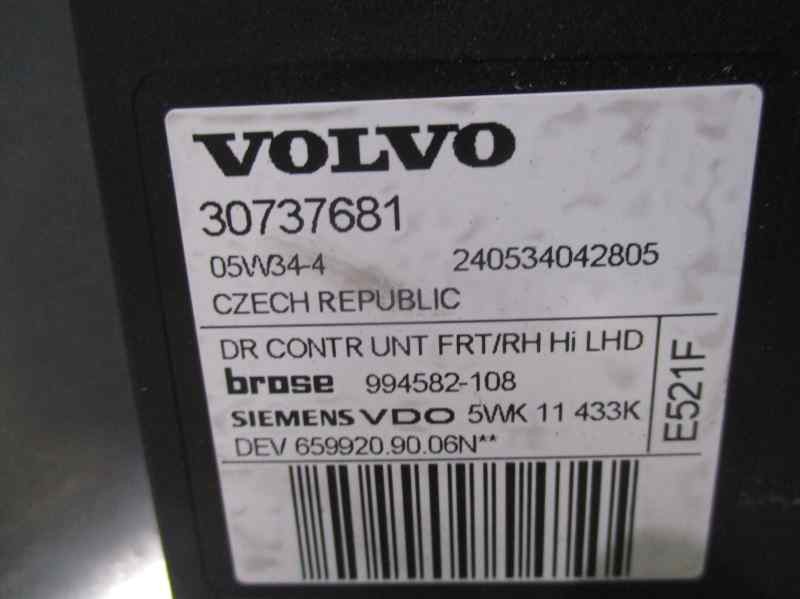 VOLVO
30737681
05W34-4 240534042805
CZECH REPUBLIC
DR CONTR UNT FRT/RH Hi LHD
brose 994582-108
SIEMENS VDO 5WK 11 433K
DEV 659920.90.06N**
E521F